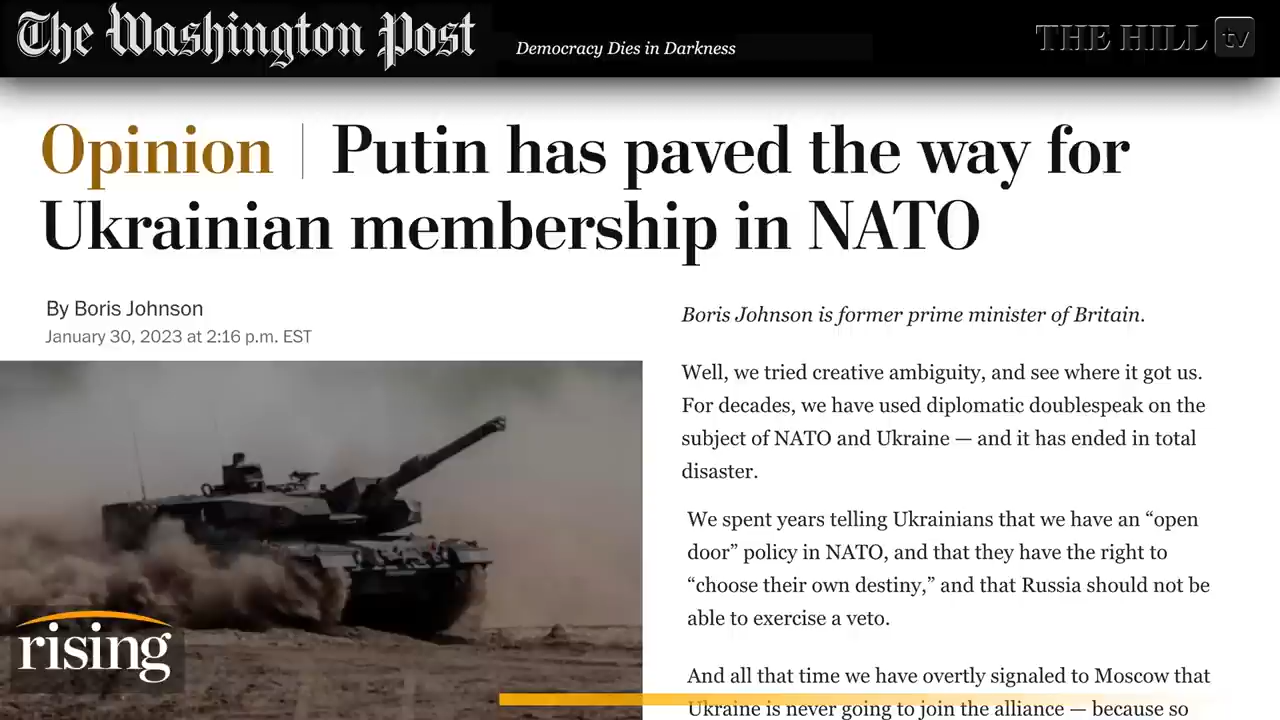 The Washington Post
Democracy Dies in Darkness
THE HILL tv
Opinion | Putin has paved the way for
Ukrainian membership in NATO
By Boris Johnson
January 30, 2023 at 2:16 p.m. EST
Boris Johnson is former prime minister of Britain.
Well, we tried creative ambiguity, and see where it got us.
For decades, we have used diplomatic doublespeak on the
subject of NATO and Ukraine — and it has ended in total
disaster.
We spent years telling Ukrainians that we have an “open
door” policy in NATO, and that they have the right to
“choose their own destiny,” and that Russia should not be
able to exercise a veto.
And all that time we have overtly signaled to Moscow that
Ukraine is never going to join the alliance — because so
rising